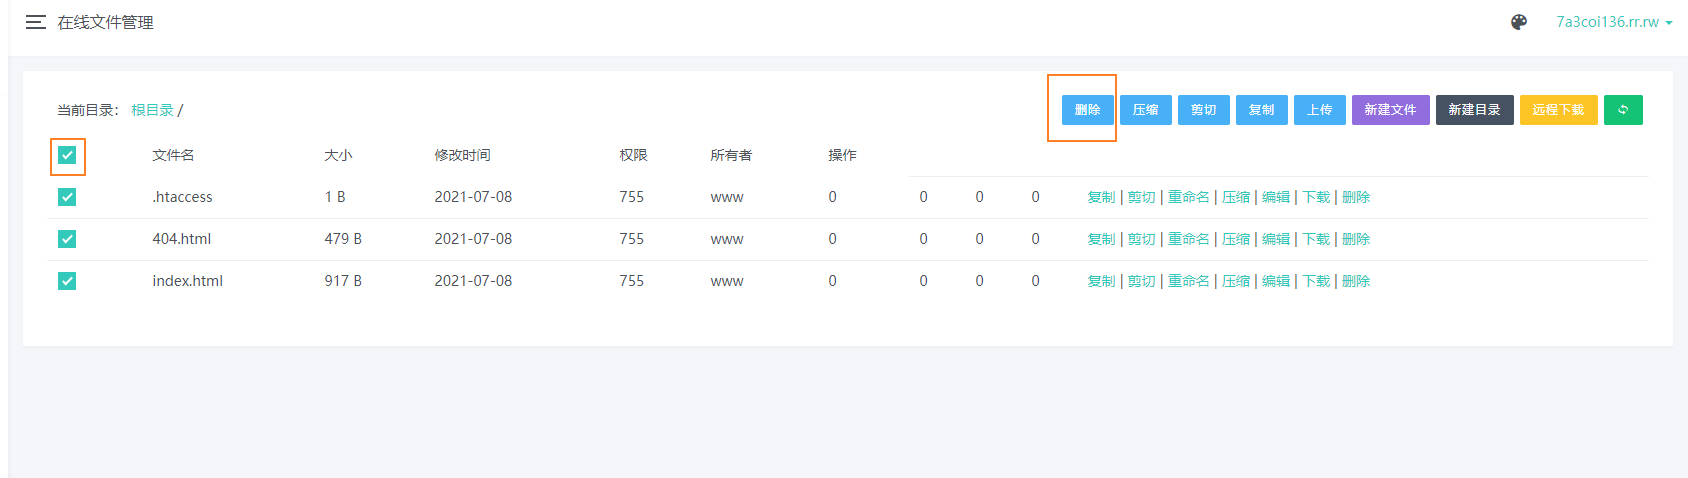 在线文件管理 7a3coi136.rr.rw
当前目录： 根目录 / 删除 压缩 剪切 复制 上传 新建文件 新建目录 远程下载
文件名 大小 修改时间 权限 所有者 操作
.htaccess 1 B 2021-07-08 755 www 0 0 0 0 复制 | 剪切 | 重命名 | 压缩 | 编辑 | 下载 | 删除
404.html 479 B 2021-07-08 755 www 0 0 0 0 复制 | 剪切 | 重命名 | 压缩 | 编辑 | 下载 | 删除
index.html 917 B 2021-07-08 755 www 0 0 0 0 复制 | 剪切 | 重命名 | 压缩 | 编辑 | 下载 | 删除